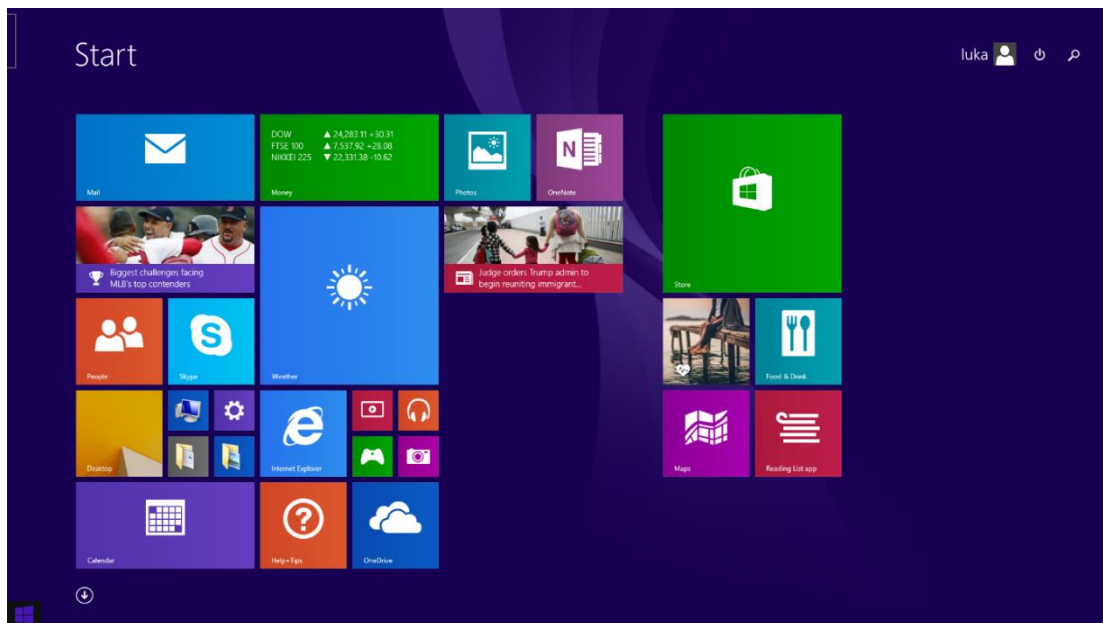 Start
luka
Mail
DOW ▲ 24,283.11 +30.31
FTSE 100 ▲ 7,537.92 +28.08
NIKKEI 225 ▼ 22,331.38 -10.62
Money
Photos
N
OneNote
Store
Biggest challenges facing
MLB's top contenders
Weather
Judge orders Trump admin to
begin reuniting immigrant...
People
S
Skype
Food & Drink
Desktop
Internet Explorer
Maps
Reading List app
Calendar
?
Help+Tips
OneDrive